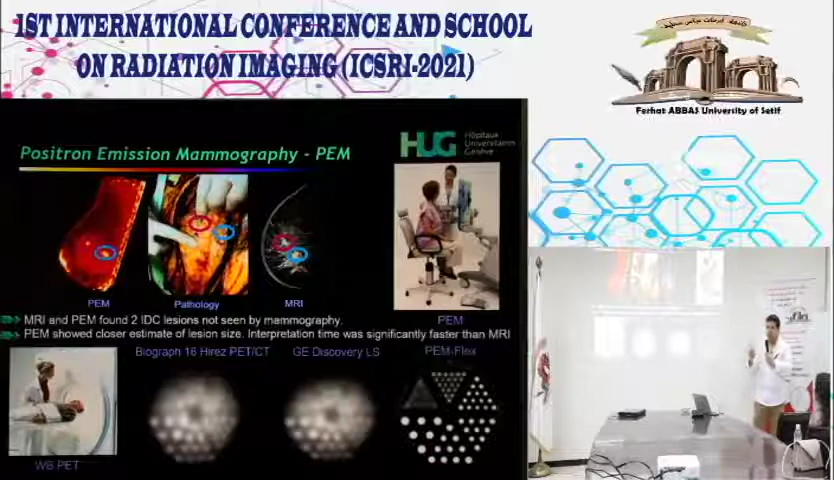 1ST INTERNATIONAL CONFERENCE AND SCHOOL
ON RADIATION IMAGING (ICSRI-2021)
Ferhat ABBAS University of Setif
Positron Emission Mammography - PEM
HUG
Hôpitaux
Universitaires
Genève
PEM
Pathology
MRI
PEM
MRI and PEM found 2 IDC lesions not seen by mammography.
PEM showed closer estimate of lesion size. Interpretation time was significantly faster than MRI
Biograph 16 Hirez PET/CT
GE Discovery LS
PEM-Flex
WB PET